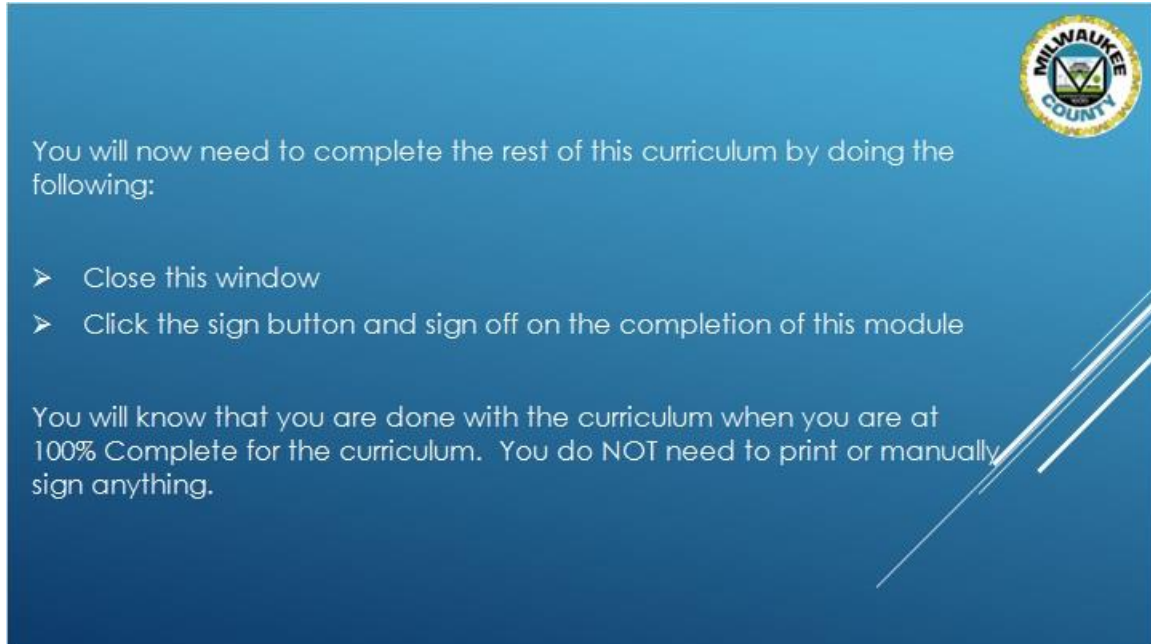 MILWAUKEE
COUNTY
You will now need to complete the rest of this curriculum by doing the
following:
➢ Close this window
➢ Click the sign button and sign off on the completion of this module
You will know that you are done with the curriculum when you are at
100% Complete for the curriculum.  You do NOT need to print or manually
sign anything.